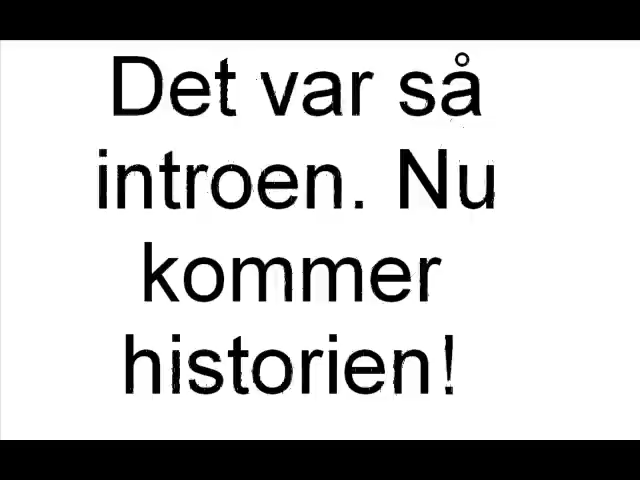 Det var så
introen. Nu
kommer
historien!